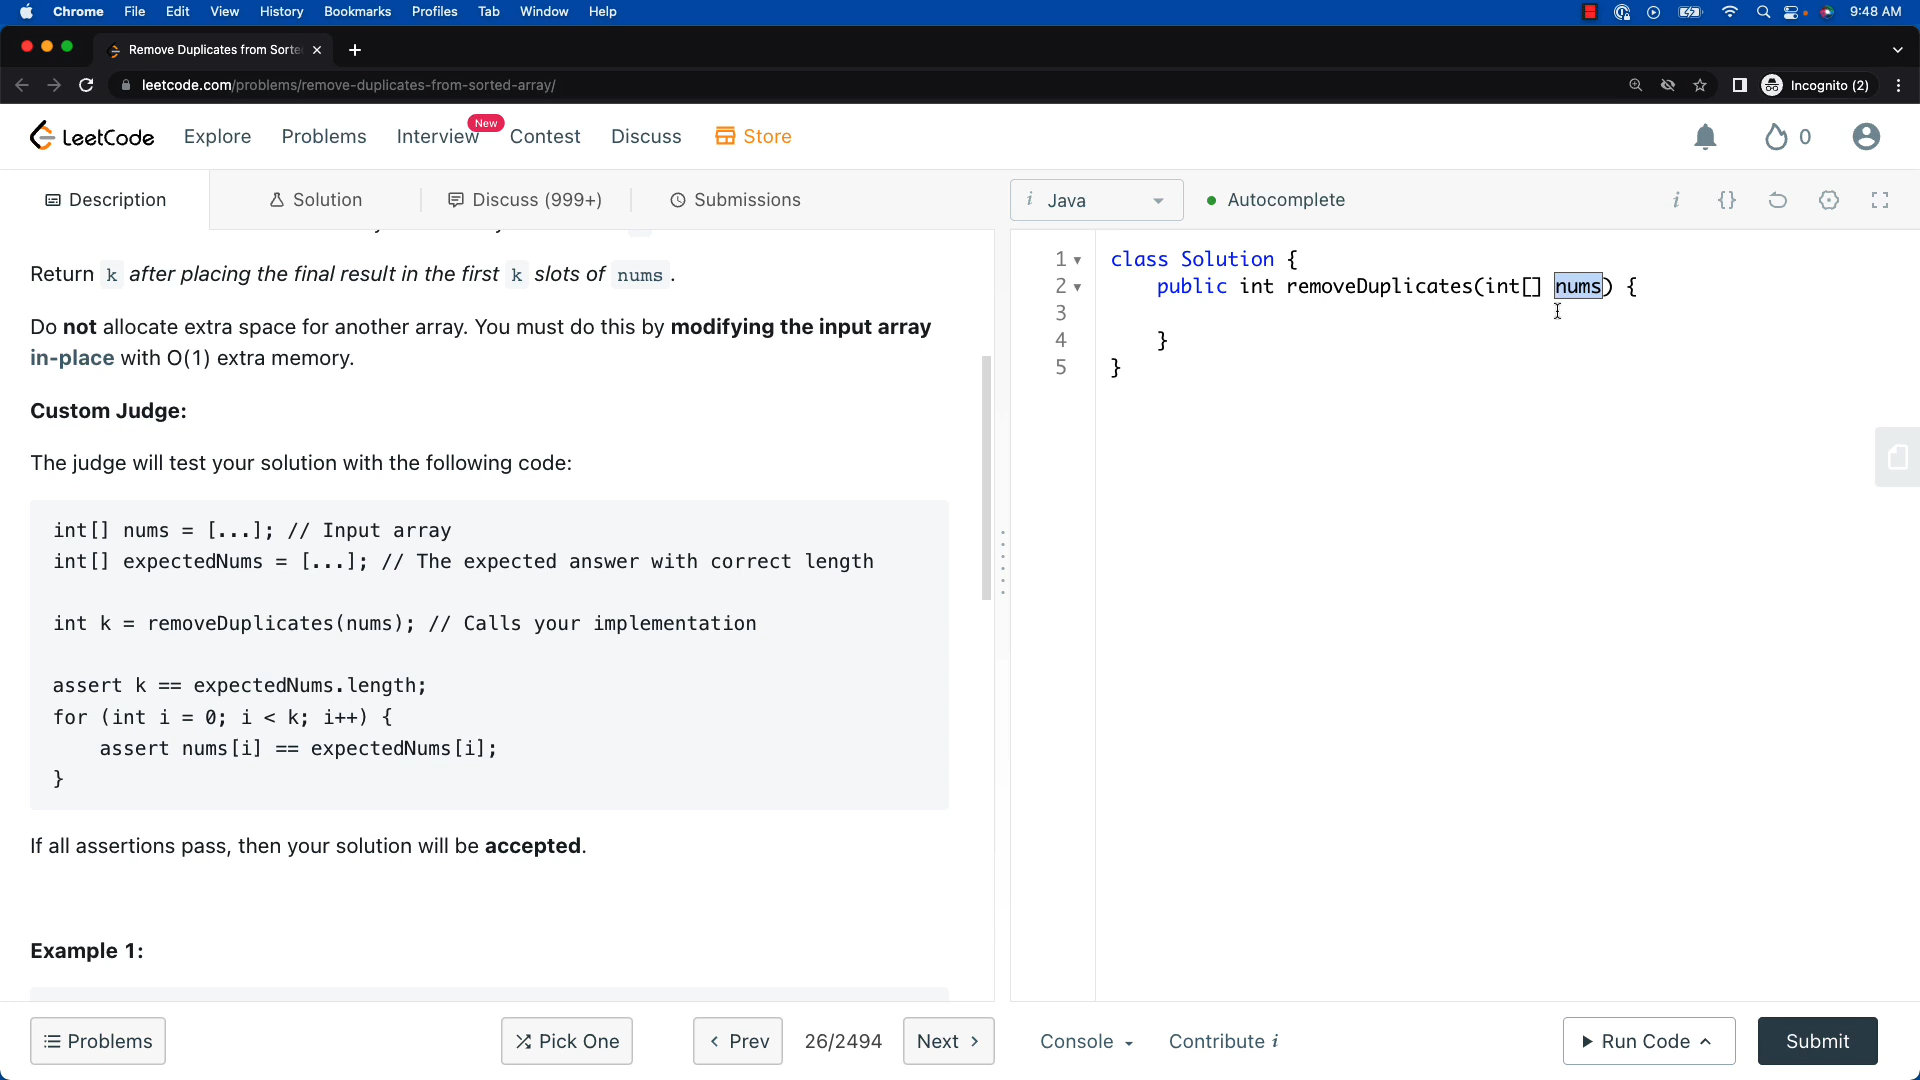 Chrome File Edit View History Bookmarks Profiles Tab Window Help 9:48 AM
Remove Duplicates from Sorte
leetcode.com/problems/remove-duplicates-from-sorted-array/ Incognito (2)
LeetCode Explore Problems Interview New Contest Discuss Store 0
Description Solution Discuss (999+) Submissions
Return k after placing the final result in the first k slots of nums.
Do not allocate extra space for another array. You must do this by modifying the input array
in-place with O(1) extra memory.
Custom Judge:
The judge will test your solution with the following code:
int[] nums = [...]; // Input array
int[] expectedNums = [...]; // The expected answer with correct length
int k = removeDuplicates(nums); // Calls your implementation
assert k == expectedNums.length;
for (int i = 0; i < k; i++) {
    assert nums[i] == expectedNums[i];
}
If all assertions pass, then your solution will be accepted.
Example 1:
i Java Autocomplete i {}
1 class Solution {
2     public int removeDuplicates(int[] nums) {
3
4     }
5 }
Problems Pick One < Prev 26/2494 Next > Console Contribute i Run Code Submit